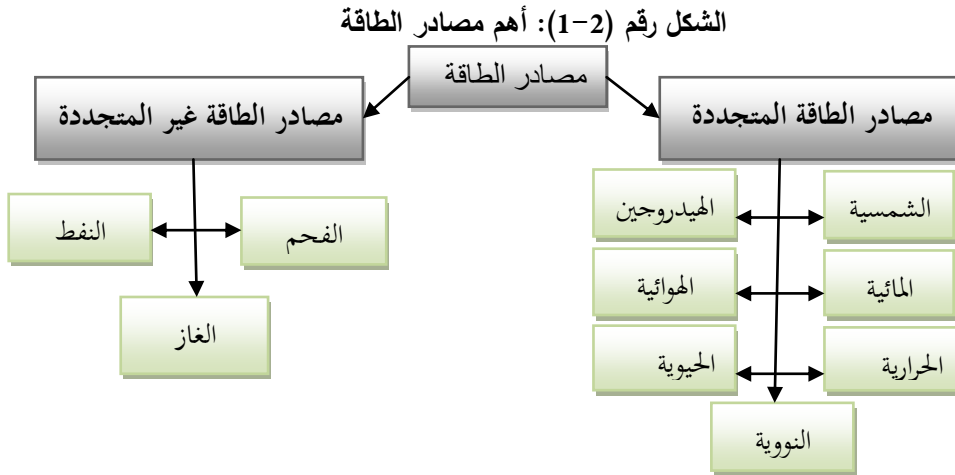 الشكل رقم (2-1): أهم مصادر الطاقة
مصادر الطاقة
مصادر الطاقة المتجددة
مصادر الطاقة غير المتجددة
الشمسية
الهيدروجين
المائية
الهوائية
الحرارية
الحيوية
النووية
الفحم
النفط
الغاز